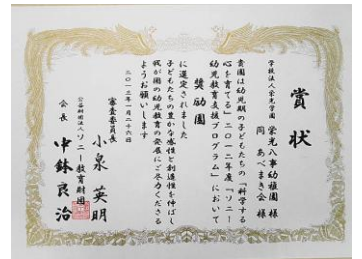 賞状
学校法人栄光学園 栄光八事幼稚園 様
同 あべまき会 様
貴園は幼児期の子どもたちの「科学する
心を育てる」二〇一二年度「ソニー
幼児教育支援プログラム」において
奨励園
に選定されました
子どもたちの豊かな感性と創造性を伸ばし
我が国の幼児教育の発展にご尽力くださる
ようお願いします
二〇一三年一月二十六日
審査委員長
小泉英明
公益財団法人ソニー教育財団
会長 中鉢良治